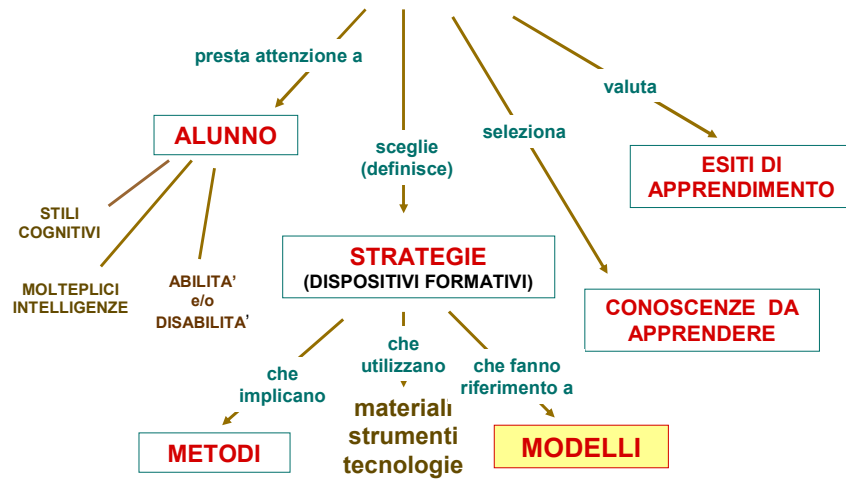 presta attenzione a
valuta
ALUNNO
seleziona
sceglie
(definisce)
ESITI DI
APPRENDIMENTO
STILI
COGNITIVI
STRATEGIE
(DISPOSITIVI FORMATIVI)
MOLTEPLICI
INTELLIGENZE
ABILITA'
e/o
DISABILITA'
CONOSCENZE DA
APPRENDERE
che
implicano
che
utilizzano
che fanno
riferimento a
METODI
materiali
strumenti
tecnologie
MODELLI